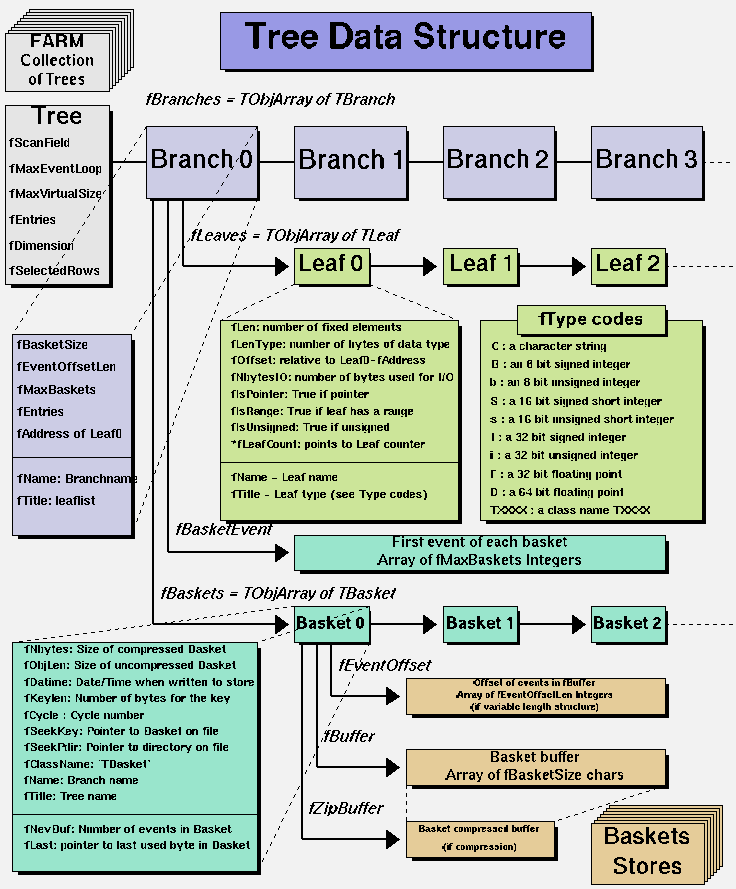 Tree Data Structure
FARM
Collection
of Trees
Tree
fScanField
fMaxEventLoop
fMaxVirtualSize
fEntries
fDimension
fSelectedRows
fBranches = TObjArray of TBranch
Branch 0
Branch 1
Branch 2
Branch 3
fLeaves = TObjArray of TLeaf
Leaf 0
Leaf 1
Leaf 2
fBasketSize
fEventOffsetLen
fMaxBaskets
fEntries
fAddress of Leaf0
fName: Branchname
fTitle: leaflist
fLen: number of fixed elements
fLenType: number of bytes of data type
fOffset: relative to Leaf0-fAddress
fNbytesIO: number of bytes used for I/O
fIsPointer: True if pointer
fIsRange: True if leaf has a range
fIsUnsigned: True if unsigned
*fLeafCount: points to Leaf counter
fName - Leaf name
fTitle - Leaf type (see Type codes)
fType codes
C : a character string
B : an 8 bit signed integer
b : an 8 bit unsigned integer
S : a 16 bit signed short integer
s : a 16 bit unsigned short integer
I : a 32 bit signed integer
i : a 32 bit unsigned integer
F : a 32 bit floating point
D : a 64 bit floating point
TXXXX : a class name TXXXX
fBasketEvent
First event of each basket
Array of fMaxBaskets Integers
fBaskets = TObjArray of TBasket
Basket 0
Basket 1
Basket 2
fNbytes: Size of compressed Basket
fObjLen: Size of uncompressed Basket
fDatime: Date/Time when written to store
fKeylen: Number of bytes for the key
fCycle : Cycle number
fSeekKey: Pointer to Basket on file
fSeekPdir: Pointer to directory on file
fClassName: 'TBasket'
fName: Branch name
fTitle: Tree name
fNevBuf: Number of events in Basket
fLast: pointer to last used byte in Basket
fEventOffset
Offset of events in fBuffer
Array of fEventOffsetLen Integers
(if variable length structure)
fBuffer
Basket buffer
Array of fBasketSize chars
fZipBuffer
Basket compressed buffer
(if compression)
Baskets
Stores